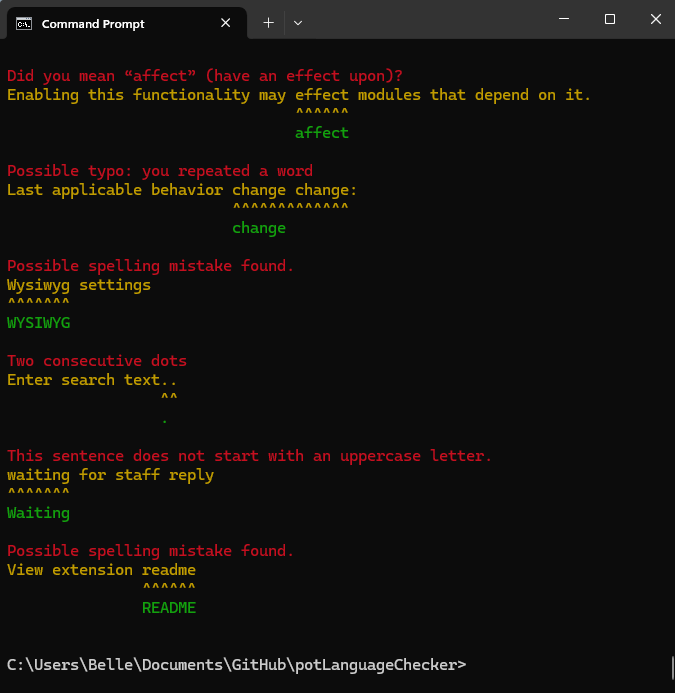 Command Prompt
Did you mean “affect” (have an effect upon)?
Enabling this functionality may effect modules that depend on it.
^^^^^^
affect
Possible typo: you repeated a word
Last applicable behavior change change:
^^^^^^^^^^^^^
change
Possible spelling mistake found.
Wysiwyg settings
^^^^^^^
WYSIWYG
Two consecutive dots
Enter search text..
^^
.
This sentence does not start with an uppercase letter.
waiting for staff reply
^^^^^^^
Waiting
Possible spelling mistake found.
View extension readme
^^^^^^
README
C:\Users\Belle\Documents\GitHub\potLanguageChecker>